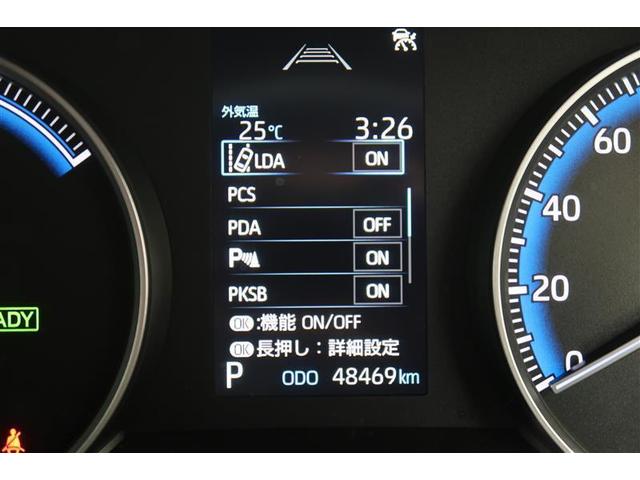 外気温
25℃ 3:26
LDA ON
PCS
PDA OFF
P ON
PKSB ON
OK:機能 ON/OFF
OK長押し：詳細設定
P ODO 48469km
60
40
20
0